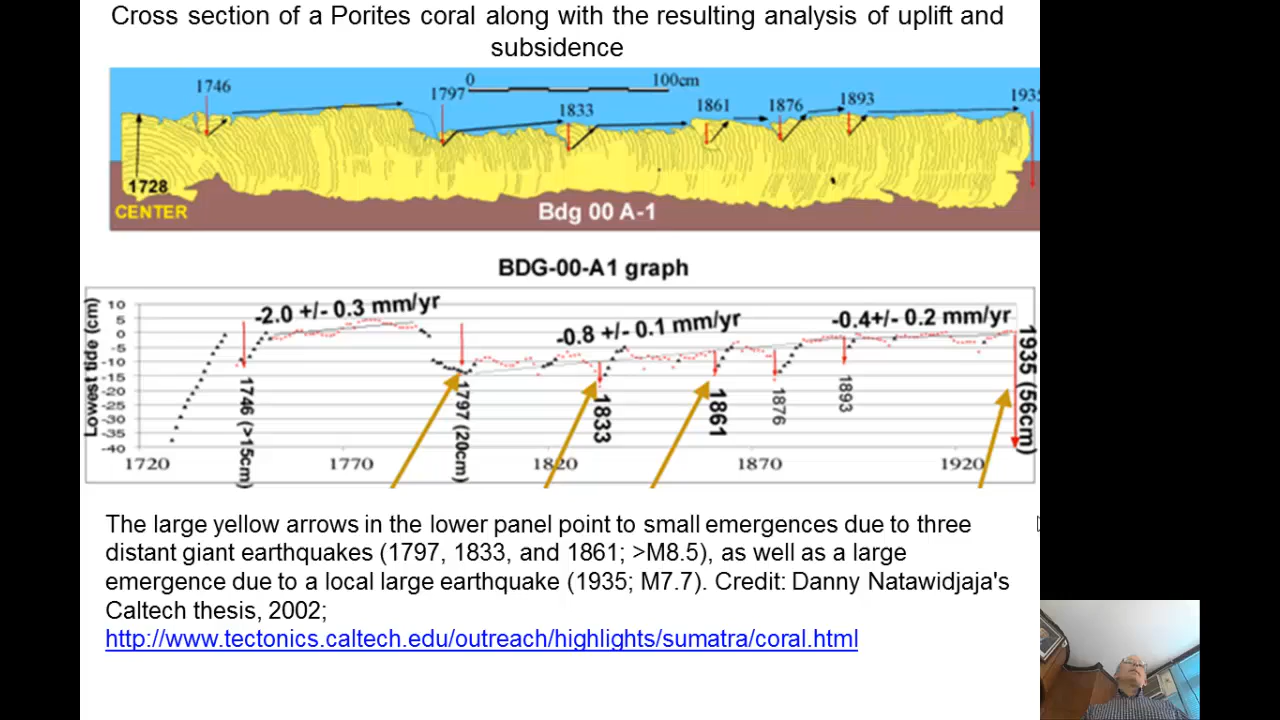 Cross section of a Porites coral along with the resulting analysis of uplift and
subsidence
1746
1797
0
100cm
1833
1861
1876
1893
1935
1728
CENTER
Bdg 00 A-1
BDG-00-A1 graph
Lowest tide (cm)
10
5
0
-5
-10
-15
-20
-25
-30
-35
-40
-2.0 +/- 0.3 mm/yr
-0.8 +/- 0.1 mm/yr
-0.4+/- 0.2 mm/yr
1746 (>15cm)
1797 (20cm)
1833
1861
1876
1893
1935 (56cm)
1720
1770
1820
1870
1920
The large yellow arrows in the lower panel point to small emergences due to three
distant giant earthquakes (1797, 1833, and 1861; >M8.5), as well as a large
emergence due to a local large earthquake (1935; M7.7). Credit: Danny Natawidjaja's
Caltech thesis, 2002;
http://www.tectonics.caltech.edu/outreach/highlights/sumatra/coral.html